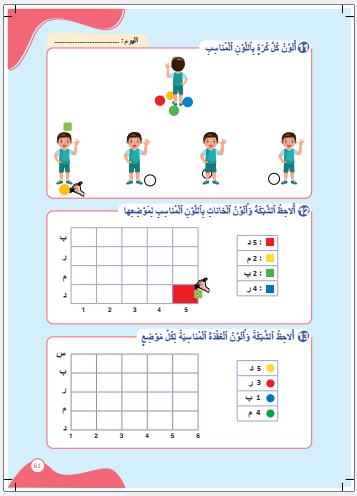 اليوم: ............................
11 أُلَوِّنُ كُلَّ كُرَةٍ بِاللَّوْنِ الْمُنَاسِبِ
12 أُلَاحِظُ الشَّبَكَةَ وَأُلَوِّنُ الْخَانَاتِ بِاللَّوْنِ الْمُنَاسِبِ لِمَوْضِعِهَا
: 5 د
: 2 م
: 2 ب
: 4 ر
ب
ر
م
د
1 2 3 4 5
13 أُلَاحِظُ الشَّبَكَةَ وَأُلَوِّنُ الْعُقْدَةَ الْمُنَاسِبَةَ لِكُلِّ مَوْضِعٍ
5 د
3 ر
1 ب
4 م
س
ب
ر
م
د
1 2 3 4 5 6
61